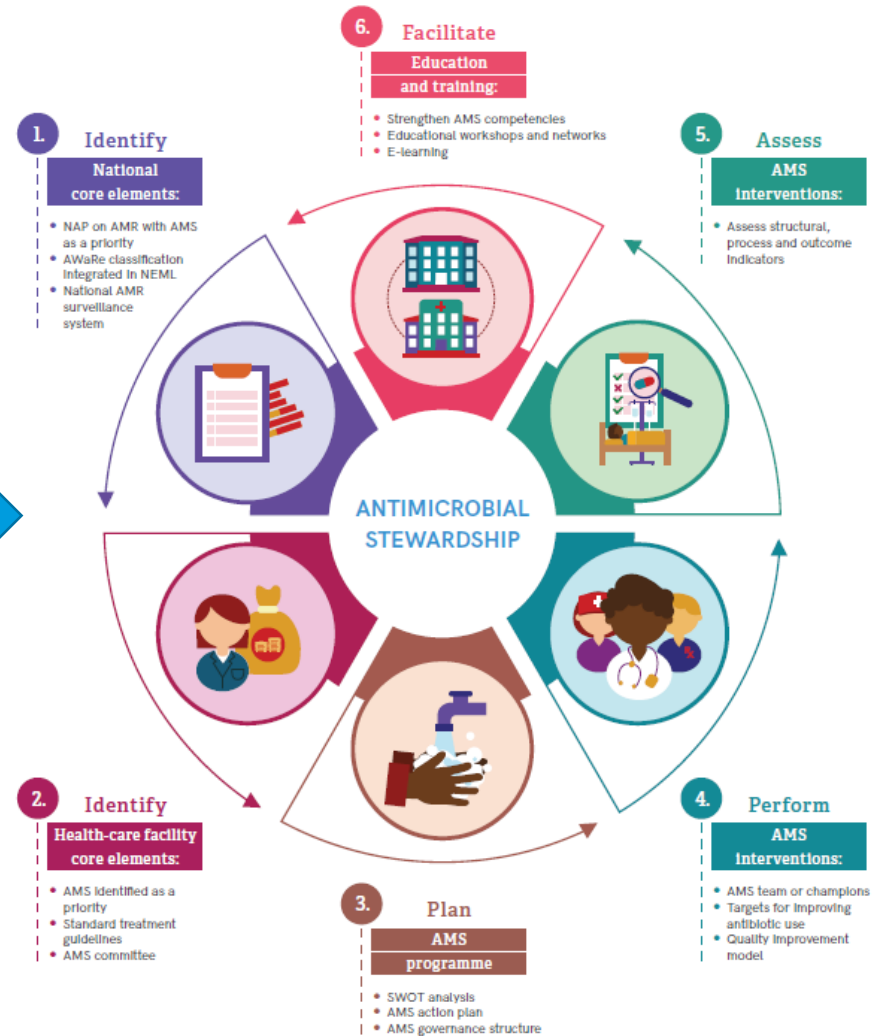 6. Facilitate
Education
and training:
• Strengthen AMS competencies
• Educational workshops and networks
• E-learning
1. Identify
National
core elements:
• NAP on AMR with AMS
as a priority
• AWaRe classification
integrated in NEML
• National AMR
surveillance
system
5. Assess
AMS
interventions:
• Assess structural,
process and outcome
indicators
ANTIMICROBIAL
STEWARDSHIP
2. Identify
Health-care facility
core elements:
• AMS identified as a
priority
• Standard treatment
guidelines
• AMS committee
3. Plan
AMS
programme
• SWOT analysis
• AMS action plan
• AMS governance structure
4. Perform
AMS
interventions:
• AMS team or champions
• Targets for improving
antibiotic use
• Quality improvement
model